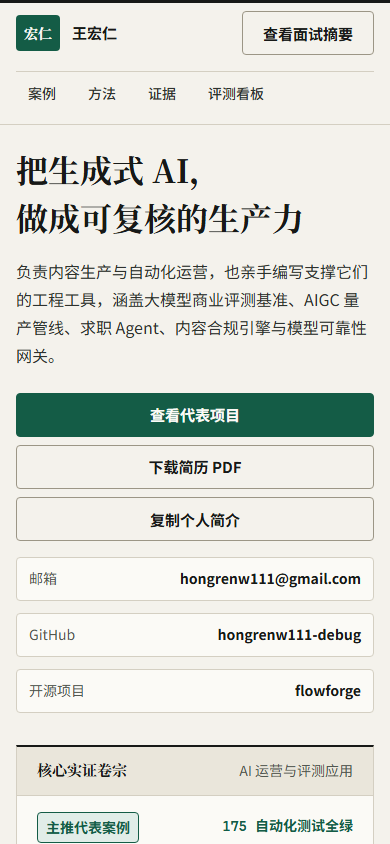 宏仁
王宏仁
查看面试摘要
案例 方法 证据 评测看板
把生成式 AI,
做成可复核的生产力
负责内容生产与自动化运营，也亲手编写支撑它们
的工程工具，涵盖大模型商业评测基准、AIGC 量
产管线、求职 Agent、内容合规引擎与模型可靠性
网关。
查看代表项目
下载简历 PDF
复制个人简介
邮箱 hongrenw111@gmail.com
GitHub hongrenw111-debug
开源项目 flowforge
核心实证卷宗 AI 运营与评测应用
主推代表案例 175 自动化测试全绿